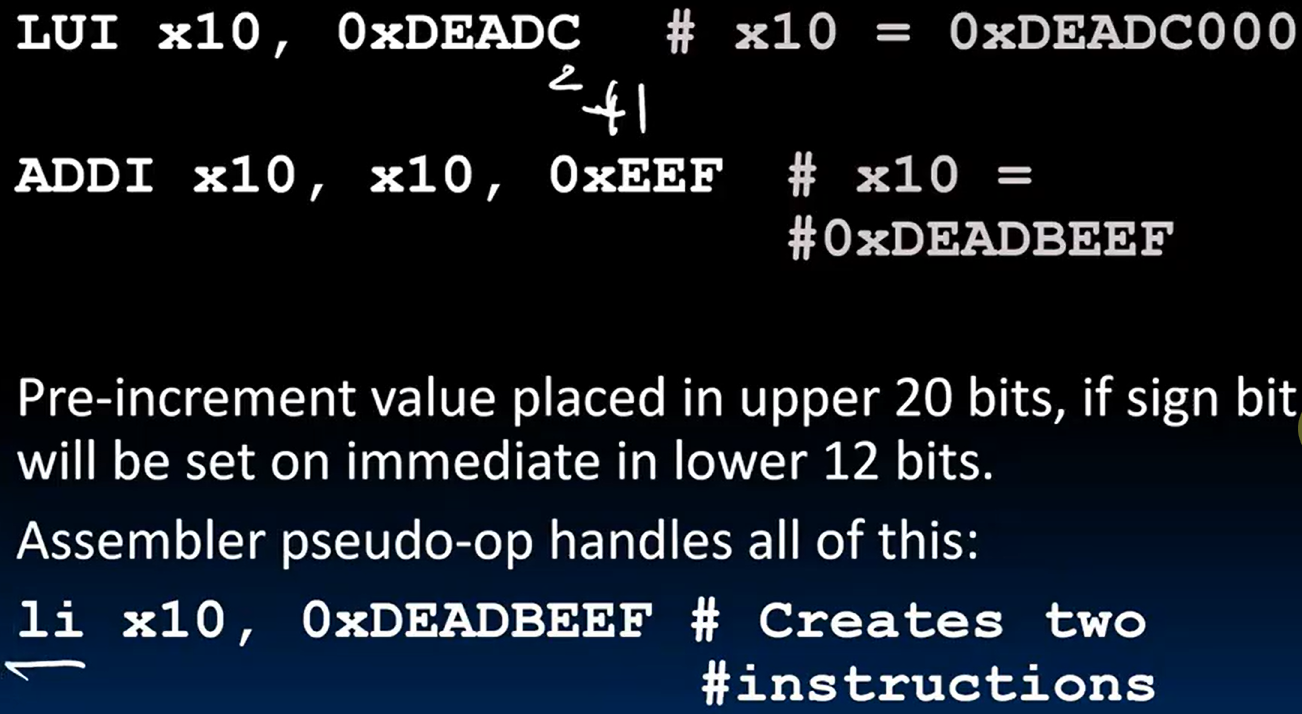 LUI x10, 0xDEADC # x10 = 0xDEADC000
+1
ADDI x10, x10, 0xEEF # x10 =
#0xDEADBEEF
Pre-increment value placed in upper 20 bits, if sign bit
will be set on immediate in lower 12 bits.
Assembler pseudo-op handles all of this:
li x10, 0xDEADBEEF # Creates two
#instructions